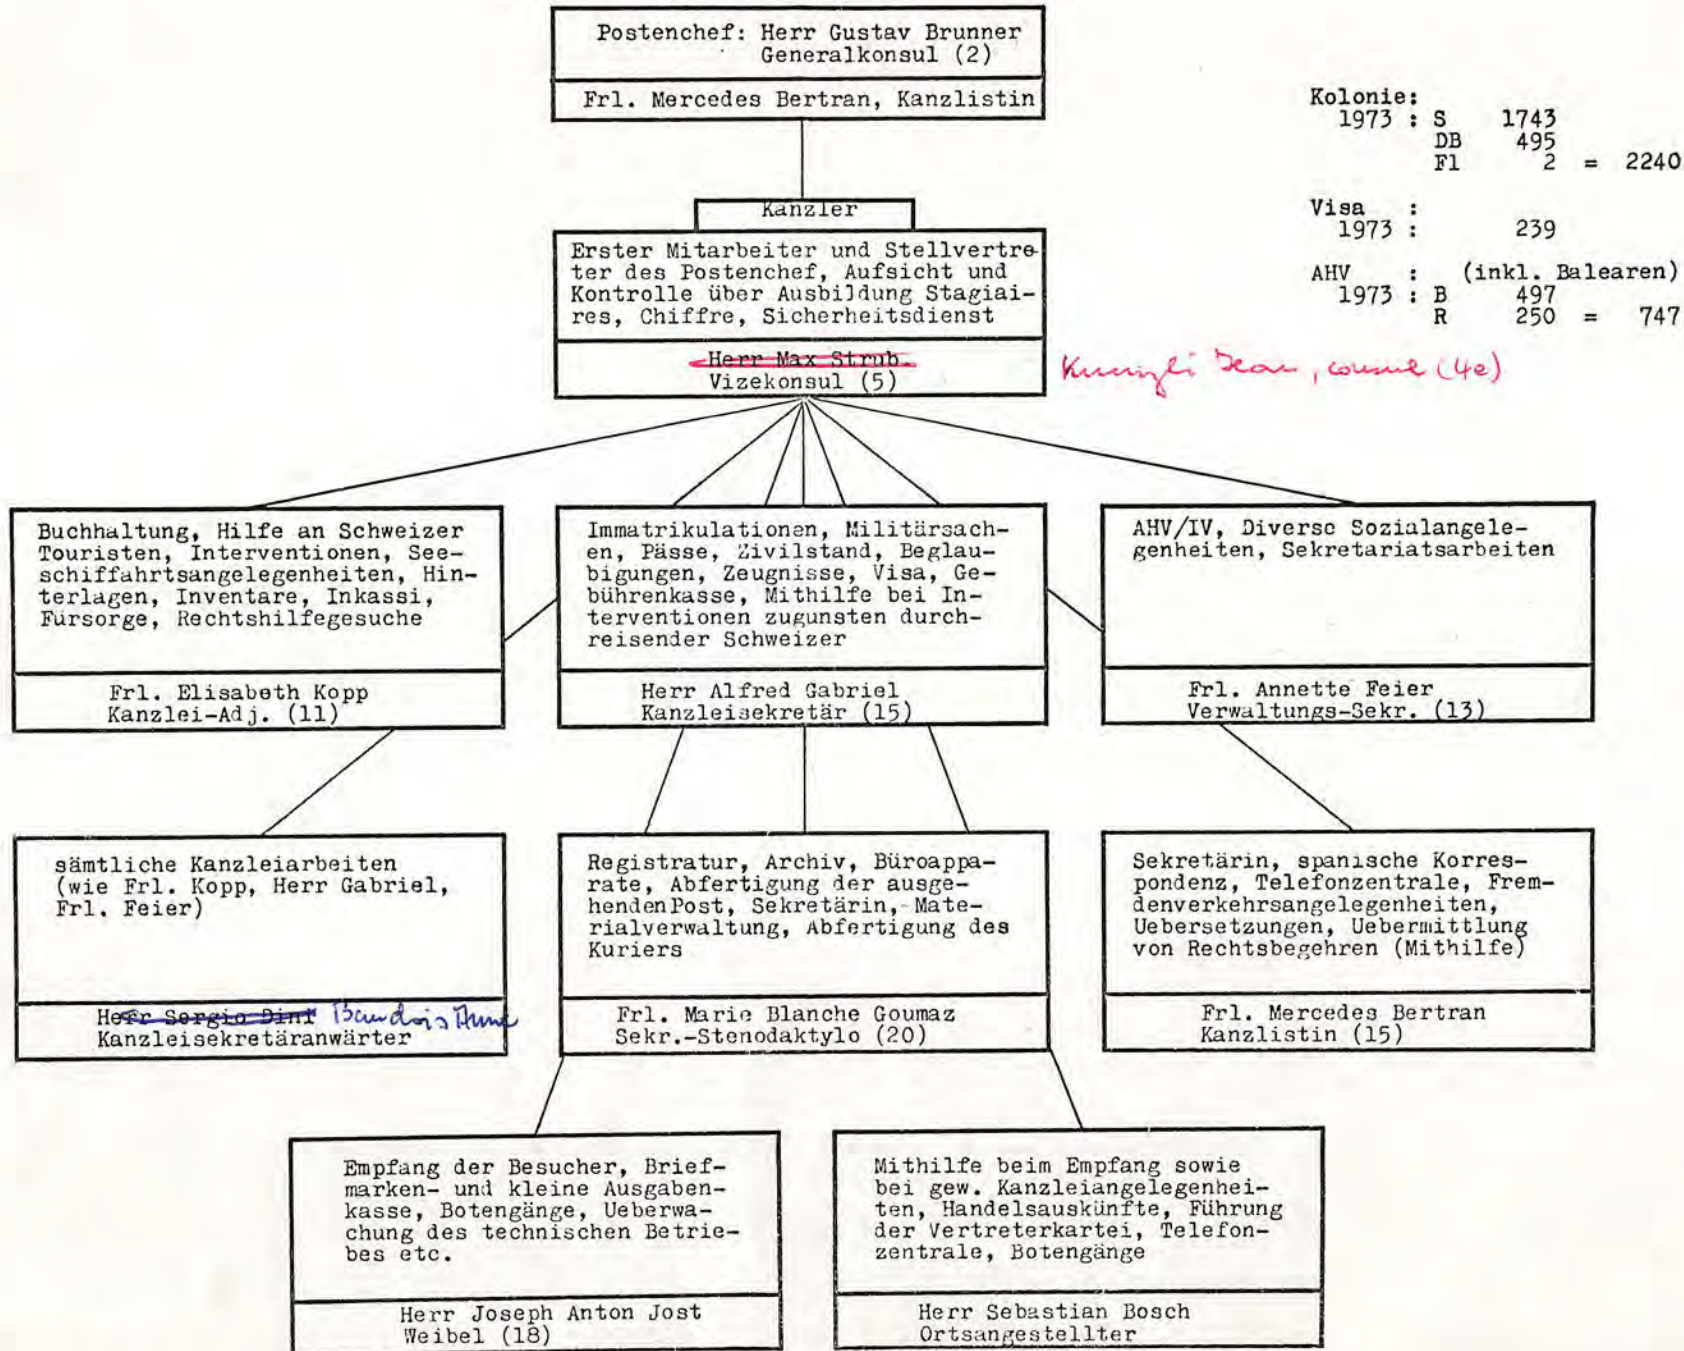 Postenchef: Herr Gustav Brunner
Generalkonsul (2)
Frl. Mercedes Bertran, Kanzlistin
Kolonie:
1973 : S 1743
DB 495
Fl 2 = 2240
Visa :
1973 : 239
AHV : (inkl. Balearen)
1973 : B 497
R 250 = 747
Kanzler
Erster Mitarbeiter und Stellvertre-
ter des Postenchef, Aufsicht und
Kontrolle über Ausbildung Stagiai-
res, Chiffre, Sicherheitsdienst
Herr Max Strub.
Vizekonsul (5)
consul (4e)
Buchhaltung, Hilfe an Schweizer
Touristen, Interventionen, See-
schiffahrtsangelegenheiten, Hin-
terlagen, Inventare, Inkassi,
Fürsorge, Rechtshilfegesuche
Frl. Elisabeth Kopp
Kanzlei-Adj. (11)
Immatrikulationen, Militärsach-
en, Pässe, Zivilstand, Beglau-
bigungen, Zeugnisse, Visa, Ge-
bührenkasse, Mithilfe bei In-
terventionen zugunsten durch-
reisender Schweizer
Herr Alfred Gabriel
Kanzleisekretär (15)
AHV/IV, Diverse Sozialangele-
genheiten, Sekretariatsarbeiten
Frl. Annette Feier
Verwaltungs-Sekr. (13)
sämtliche Kanzleiarbeiten
(wie Frl. Kopp, Herr Gabriel,
Frl. Feier)
Herr Sergio Dini
Kanzleisekretäranwärter
Registratur, Archiv, Büroappa-
rate, Abfertigung der ausge-
hendenPost, Sekretärin, Mate-
rialverwaltung, Abfertigung des
Kuriers
Frl. Marie Blanche Goumaz
Sekr.-Stenodaktylo (20)
Sekretärin, spanische Korres-
pondenz, Telefonzentrale, Frem-
denverkehrsangelegenheiten,
Uebersetzungen, Uebermittlung
von Rechtsbegehren (Mithilfe)
Frl. Mercedes Bertran
Kanzlistin (15)
Empfang der Besucher, Brief-
marken- und kleine Ausgaben-
kasse, Botengänge, Ueberwa-
chung des technischen Betrie-
bes etc.
Herr Joseph Anton Jost
Weibel (18)
Mithilfe beim Empfang sowie
bei gew. Kanzleiangelegenhei-
ten, Handelsauskünfte, Führung
der Vertreterkartei, Telefon-
zentrale, Botengänge
Herr Sebastian Bosch
Ortsangestellter